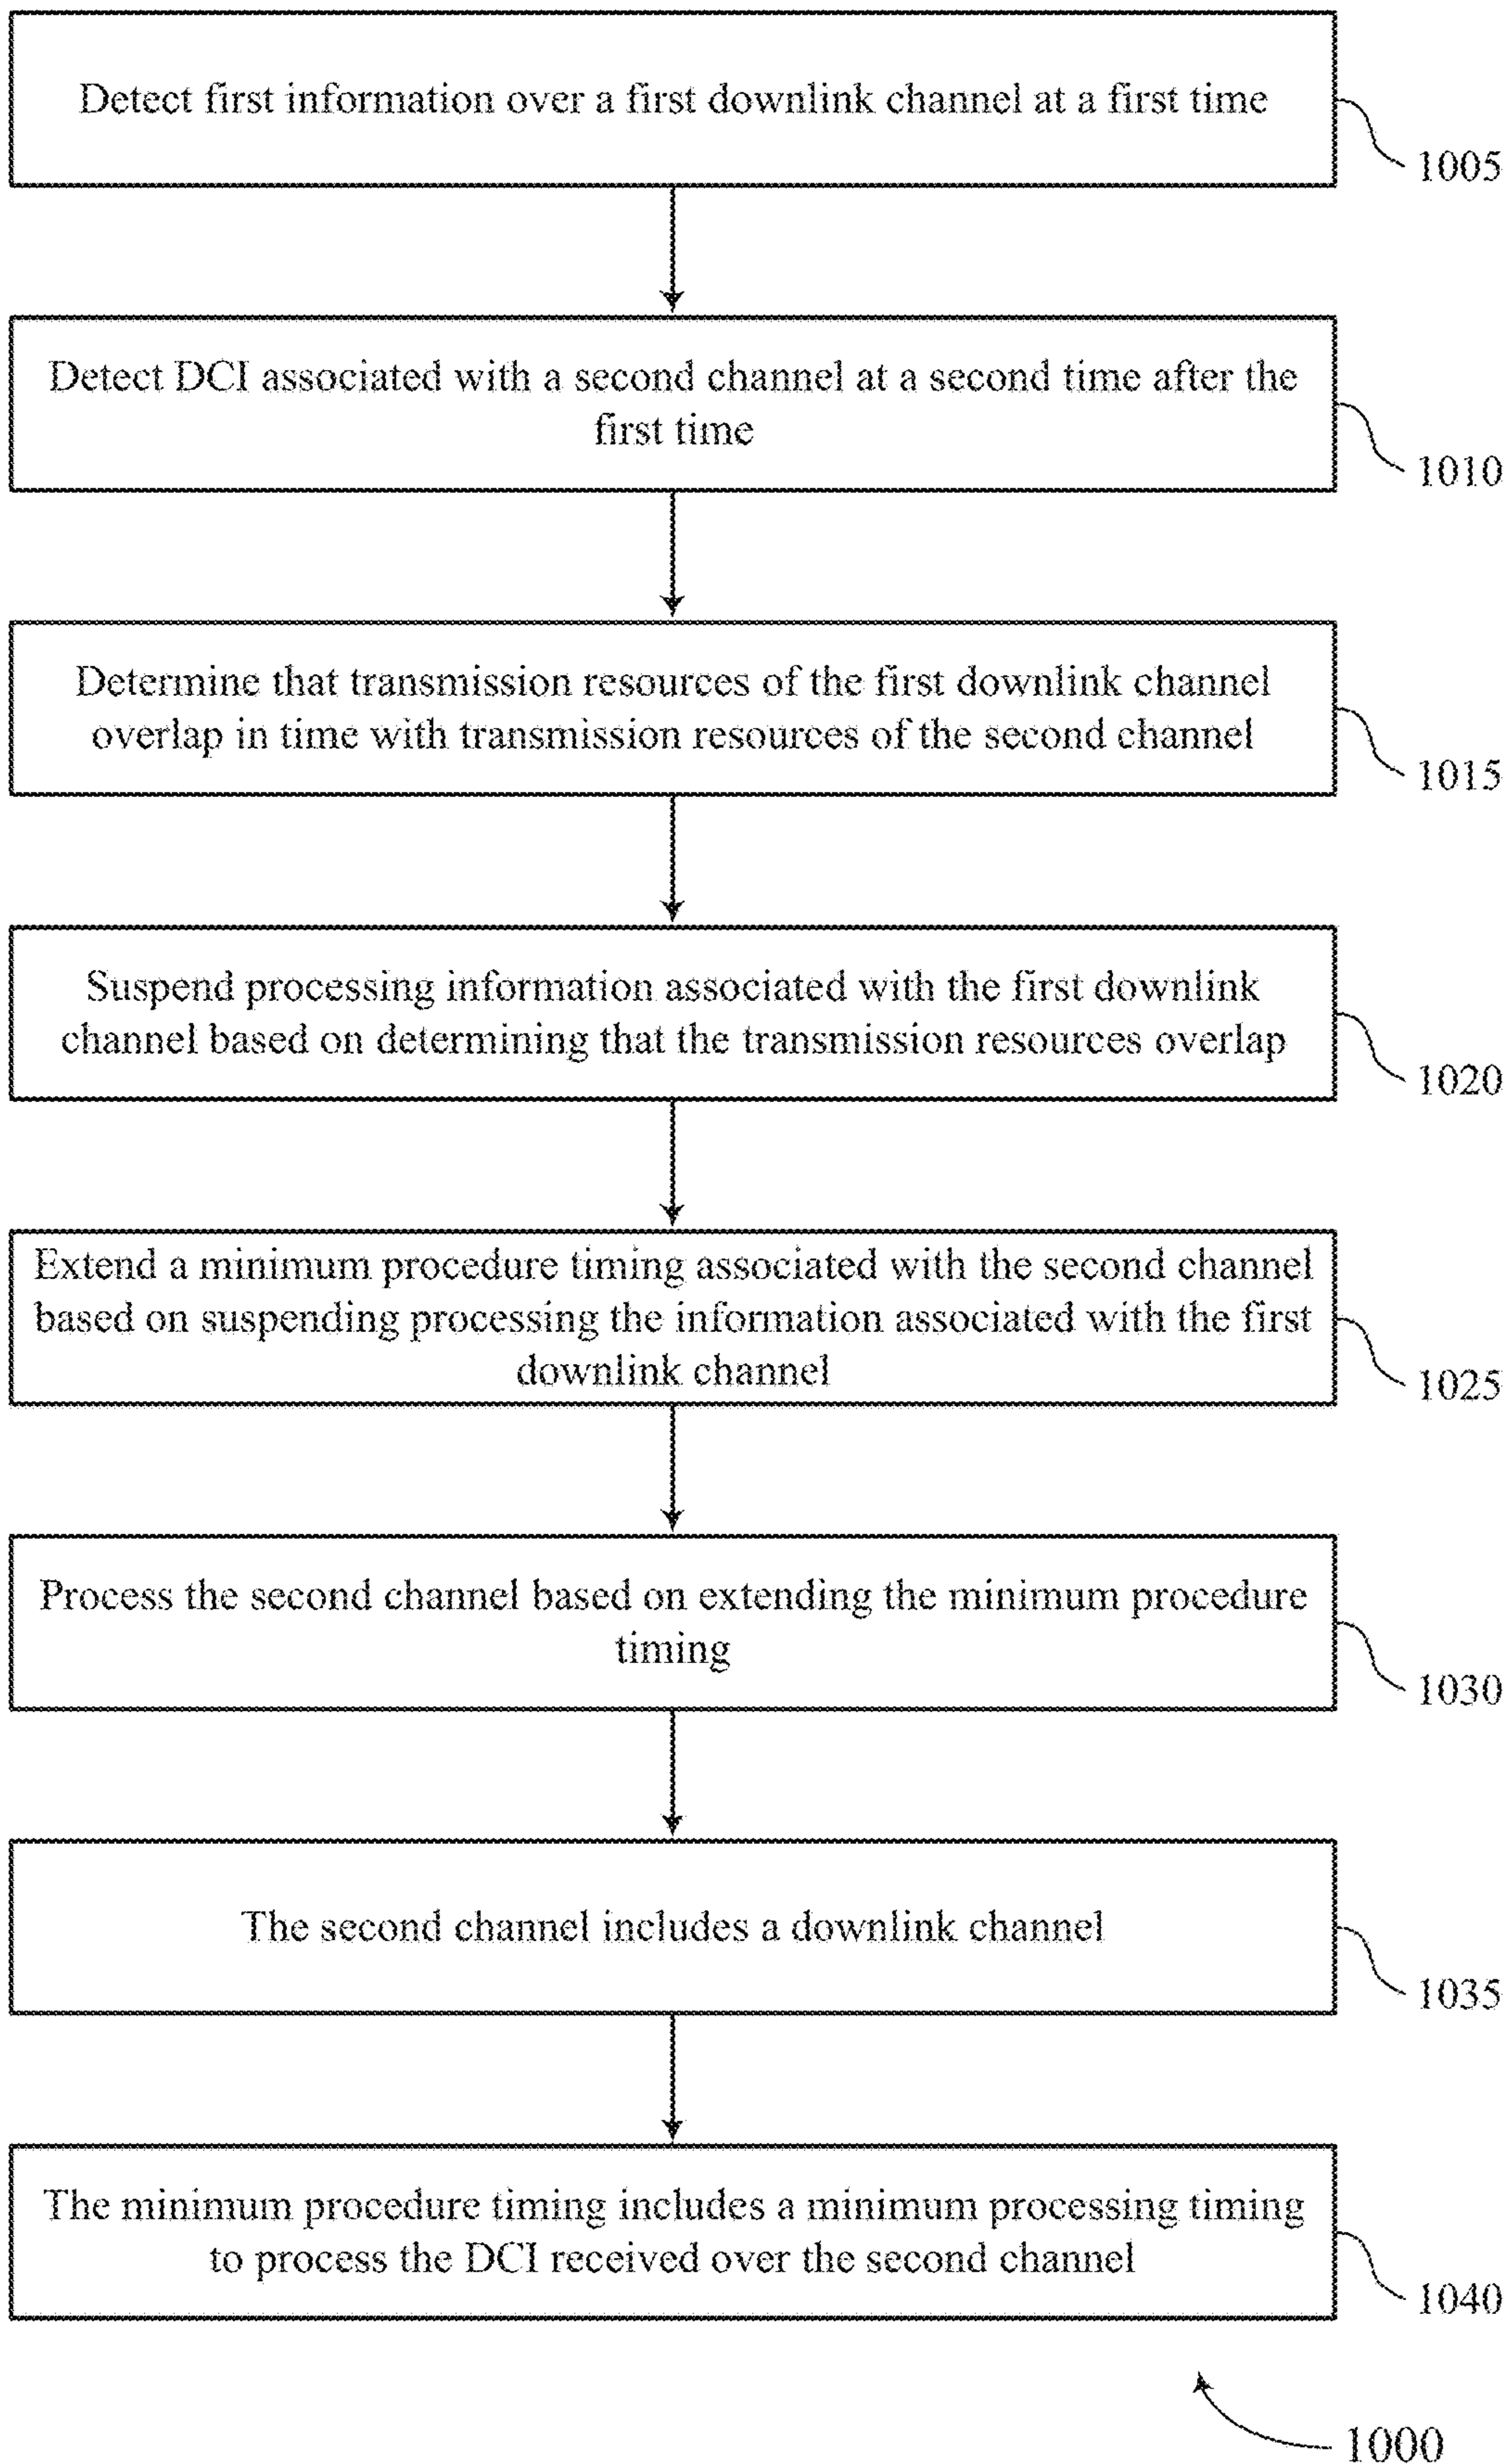 Detect first information over a first downlink channel at a first time
1005
Detect DCI associated with a second channel at a second time after the
first time
1010
Determine that transmission resources of the first downlink channel
overlap in time with transmission resources of the second channel
1015
Suspend processing information associated with the first downlink
channel based on determining that the transmission resources overlap
1020
Extend a minimum procedure timing associated with the second channel
based on suspending processing the information associated with the first
downlink channel
1025
Process the second channel based on extending the minimum procedure
timing
1030
The second channel includes a downlink channel
1035
The minimum procedure timing includes a minimum processing timing
to process the DCI received over the second channel
1040
1000